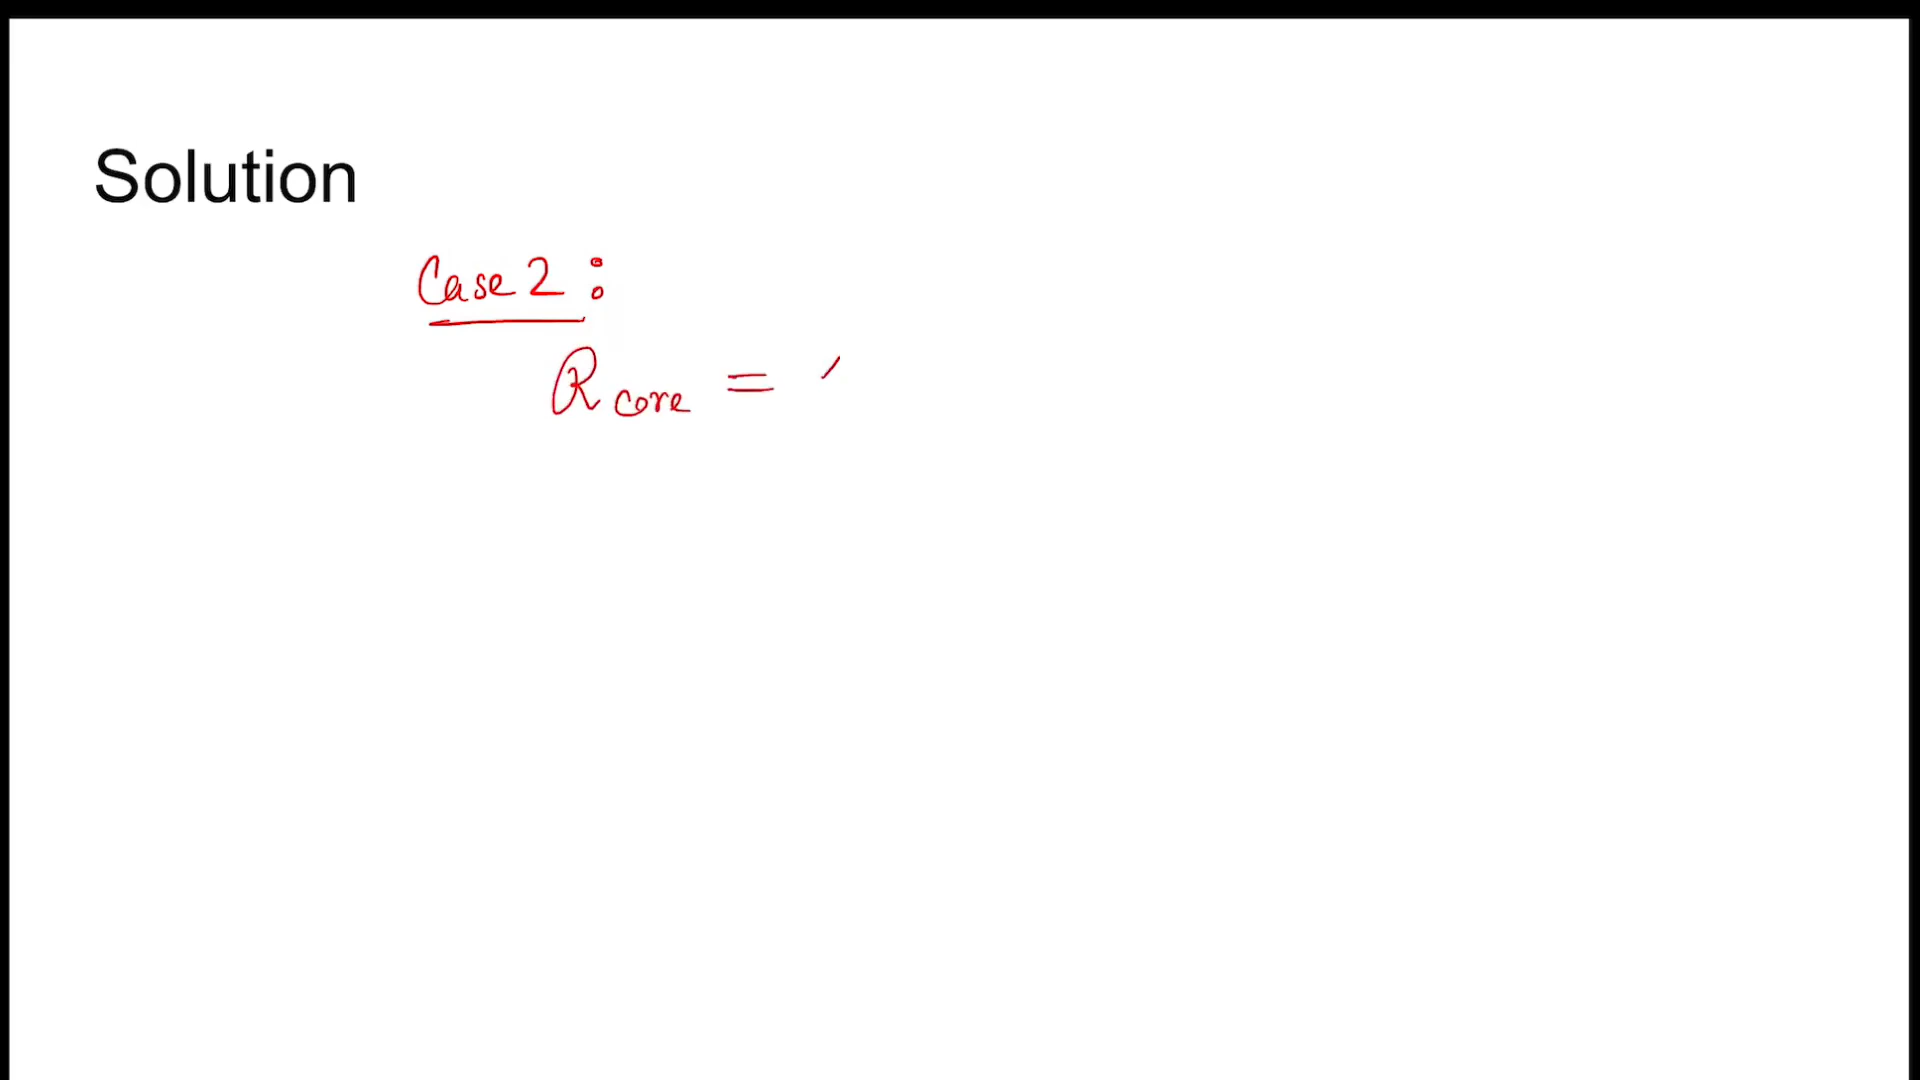 Solution
Case 2 :
R core =